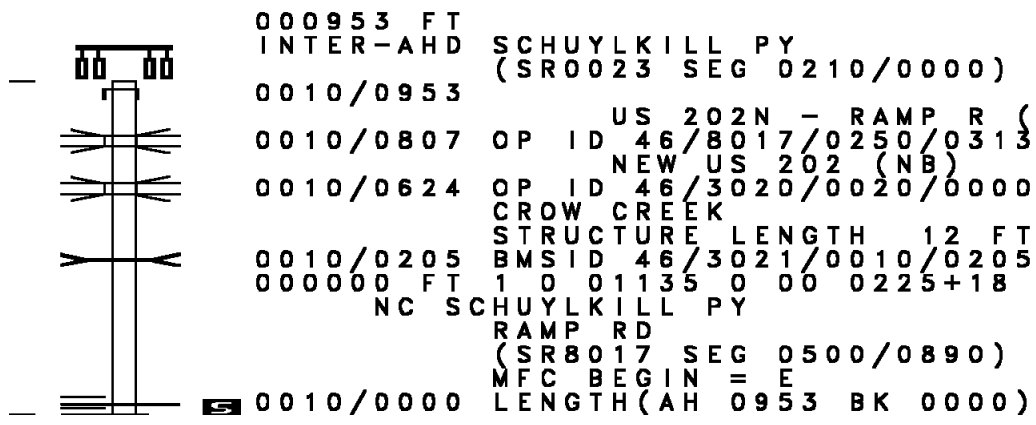 000953 FT
INTER-AHD SCHUYLKILL PY
(SR0023 SEG 0210/0000)
0010/0953
US 202N - RAMP R (
0010/0807 OP ID 46/8017/0250/0313
NEW US 202 (NB)
0010/0624 OP ID 46/3020/0020/0000
CROW CREEK
STRUCTURE LENGTH 12 FT
0010/0205 BMSID 46/3021/0010/0205
000000 FT 1 0 01135 0 00 0225+18
NC SCHUYLKILL PY
RAMP RD
(SR8017 SEG 0500/0890)
MFC BEGIN = E
S 0010/0000 LENGTH(AH 0953 BK 0000)